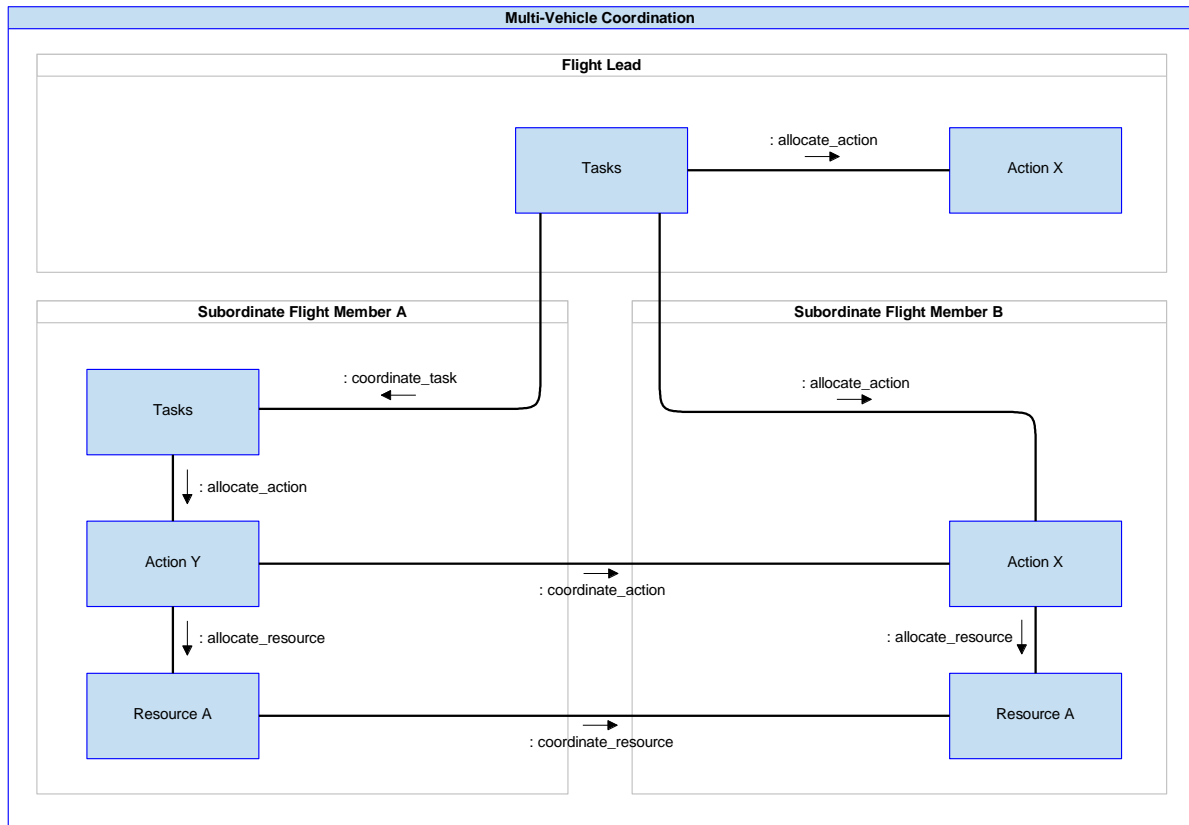 Multi-Vehicle Coordination
Flight Lead
: allocate_action
Tasks
Action X
Subordinate Flight Member A
Subordinate Flight Member B
: coordinate_task
: allocate_action
Tasks
: allocate_action
Action Y
Action X
: coordinate_action
: allocate_resource
: allocate_resource
Resource A
Resource A
: coordinate_resource